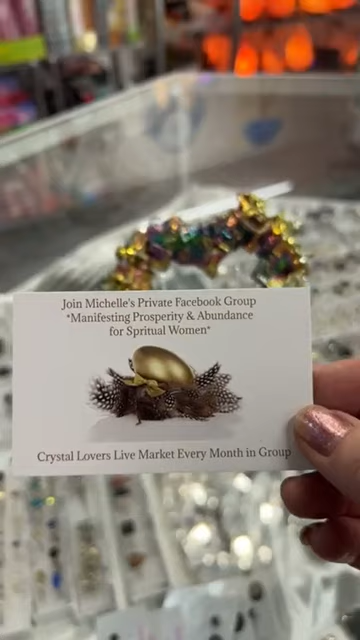 Join Michelle's Private Facebook Group
*Manifesting Prosperity & Abundance
for Spritual Women*
Crystal Lovers Live Market Every Month in Group